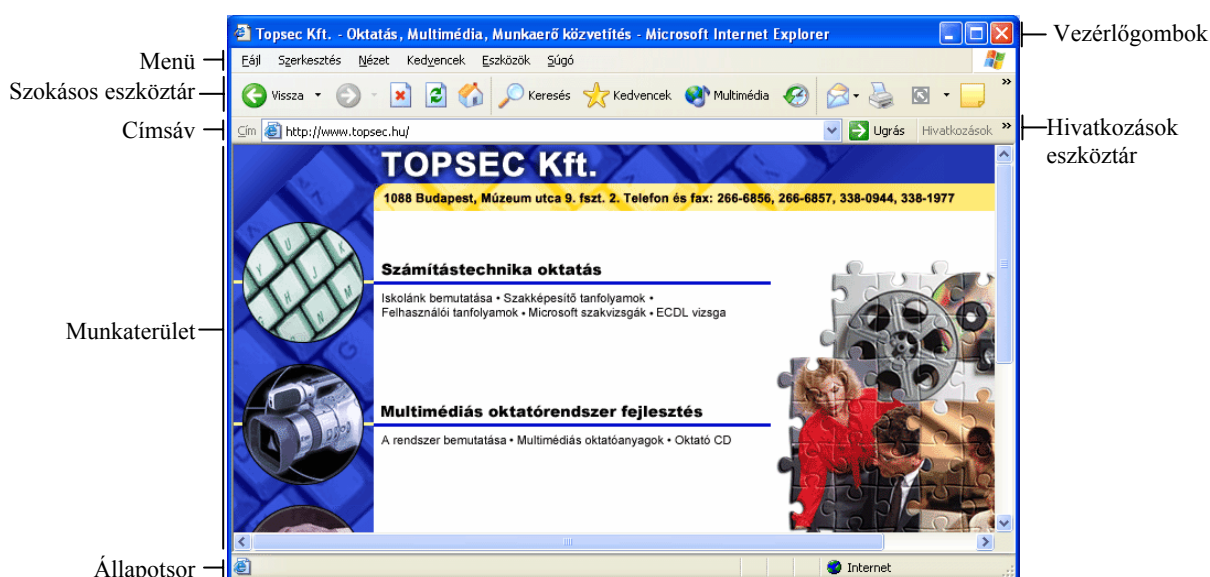 Topsec Kft. - Oktatás, Multimédia, Munkaerő közvetítés - Microsoft Internet Explorer
Vezérlőgombok
Menü
Fájl Szerkesztés Nézet Kedvencek Eszközök Súgó
Szokásos eszköztár
Vissza Keresés Kedvencek Multimédia »
Címsáv
Cím http://www.topsec.hu/ Ugrás Hivatkozások »
Hivatkozások
eszköztár
TOPSEC Kft.
1088 Budapest, Múzeum utca 9. fszt. 2. Telefon és fax: 266-6856, 266-6857, 338-0944, 338-1977
Számítástechnika oktatás
Iskolánk bemutatása • Szakképesítő tanfolyamok •
Felhasználói tanfolyamok • Microsoft szakvizsgák • ECDL vizsga
Munkaterület
Multimédiás oktatórendszer fejlesztés
A rendszer bemutatása • Multimédiás oktatóanyagok • Oktató CD
Állapotsor
Internet